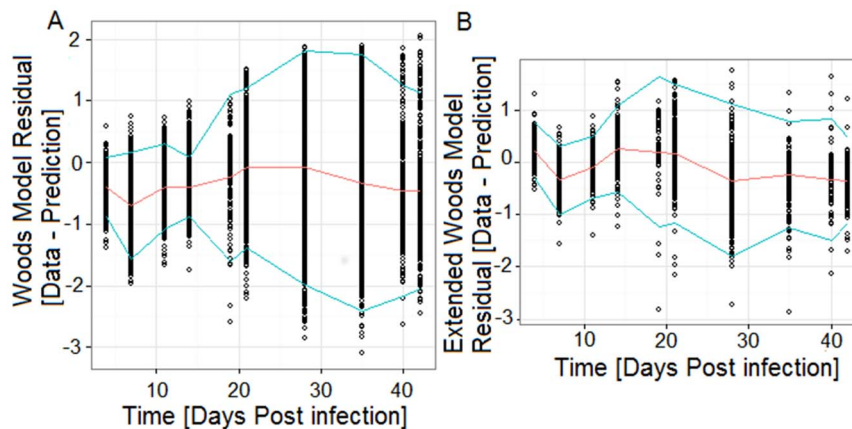 A
Woods Model Residual
[Data - Prediction]
2
1
0
-1
-2
-3
10
20
30
40
Time [Days Post infection]
B
Extended Woods Model
Residual [Data - Prediction]
2
1
0
-1
-2
-3
10
20
30
40
Time [Days Post infection]